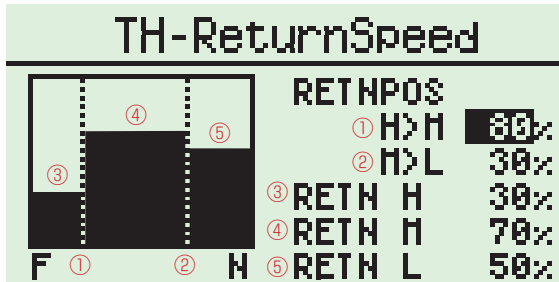 TH-ReturnSpeed
RETNPOS
① H>M 80%
② M>L 30%
③ RETN H 30%
④ RETN M 70%
⑤ RETN L 50%
③ ④ ⑤
F ① ② N